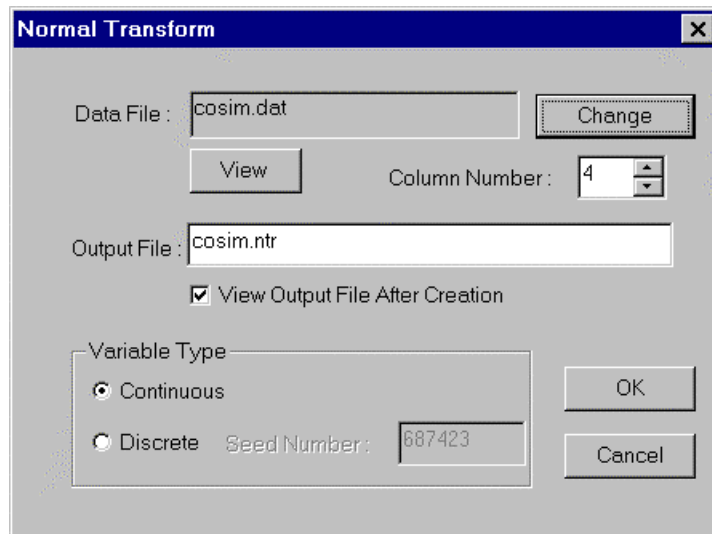 Normal Transform
Data File : cosim.dat Change
View Column Number : 4
Output File : cosim.ntr
View Output File After Creation
Variable Type
Continuous
OK
Discrete Seed Number : 687423
Cancel